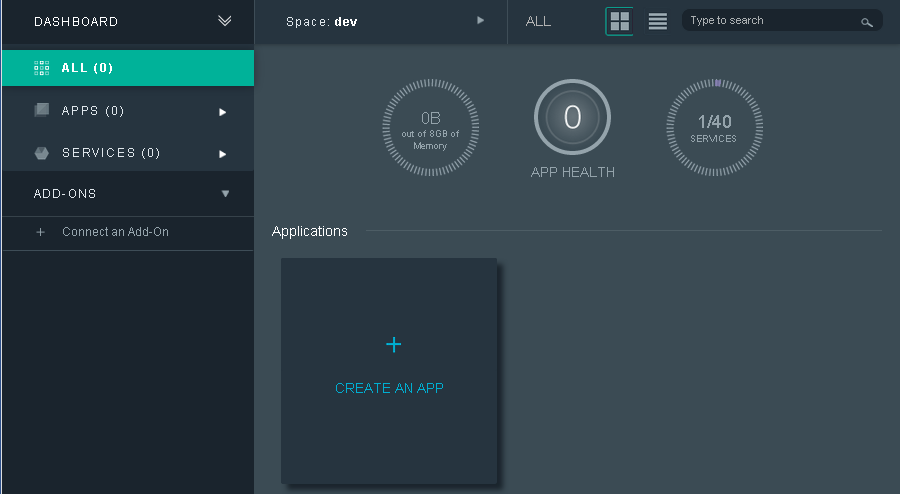 DASHBOARD
ALL (0)
APPS (0)
SERVICES (0)
ADD-ONS
+ Connect an Add-On
Space: dev
ALL
Type to search
0B
out of 8GB of
Memory
0
APP HEALTH
1/40
SERVICES
Applications
+
CREATE AN APP